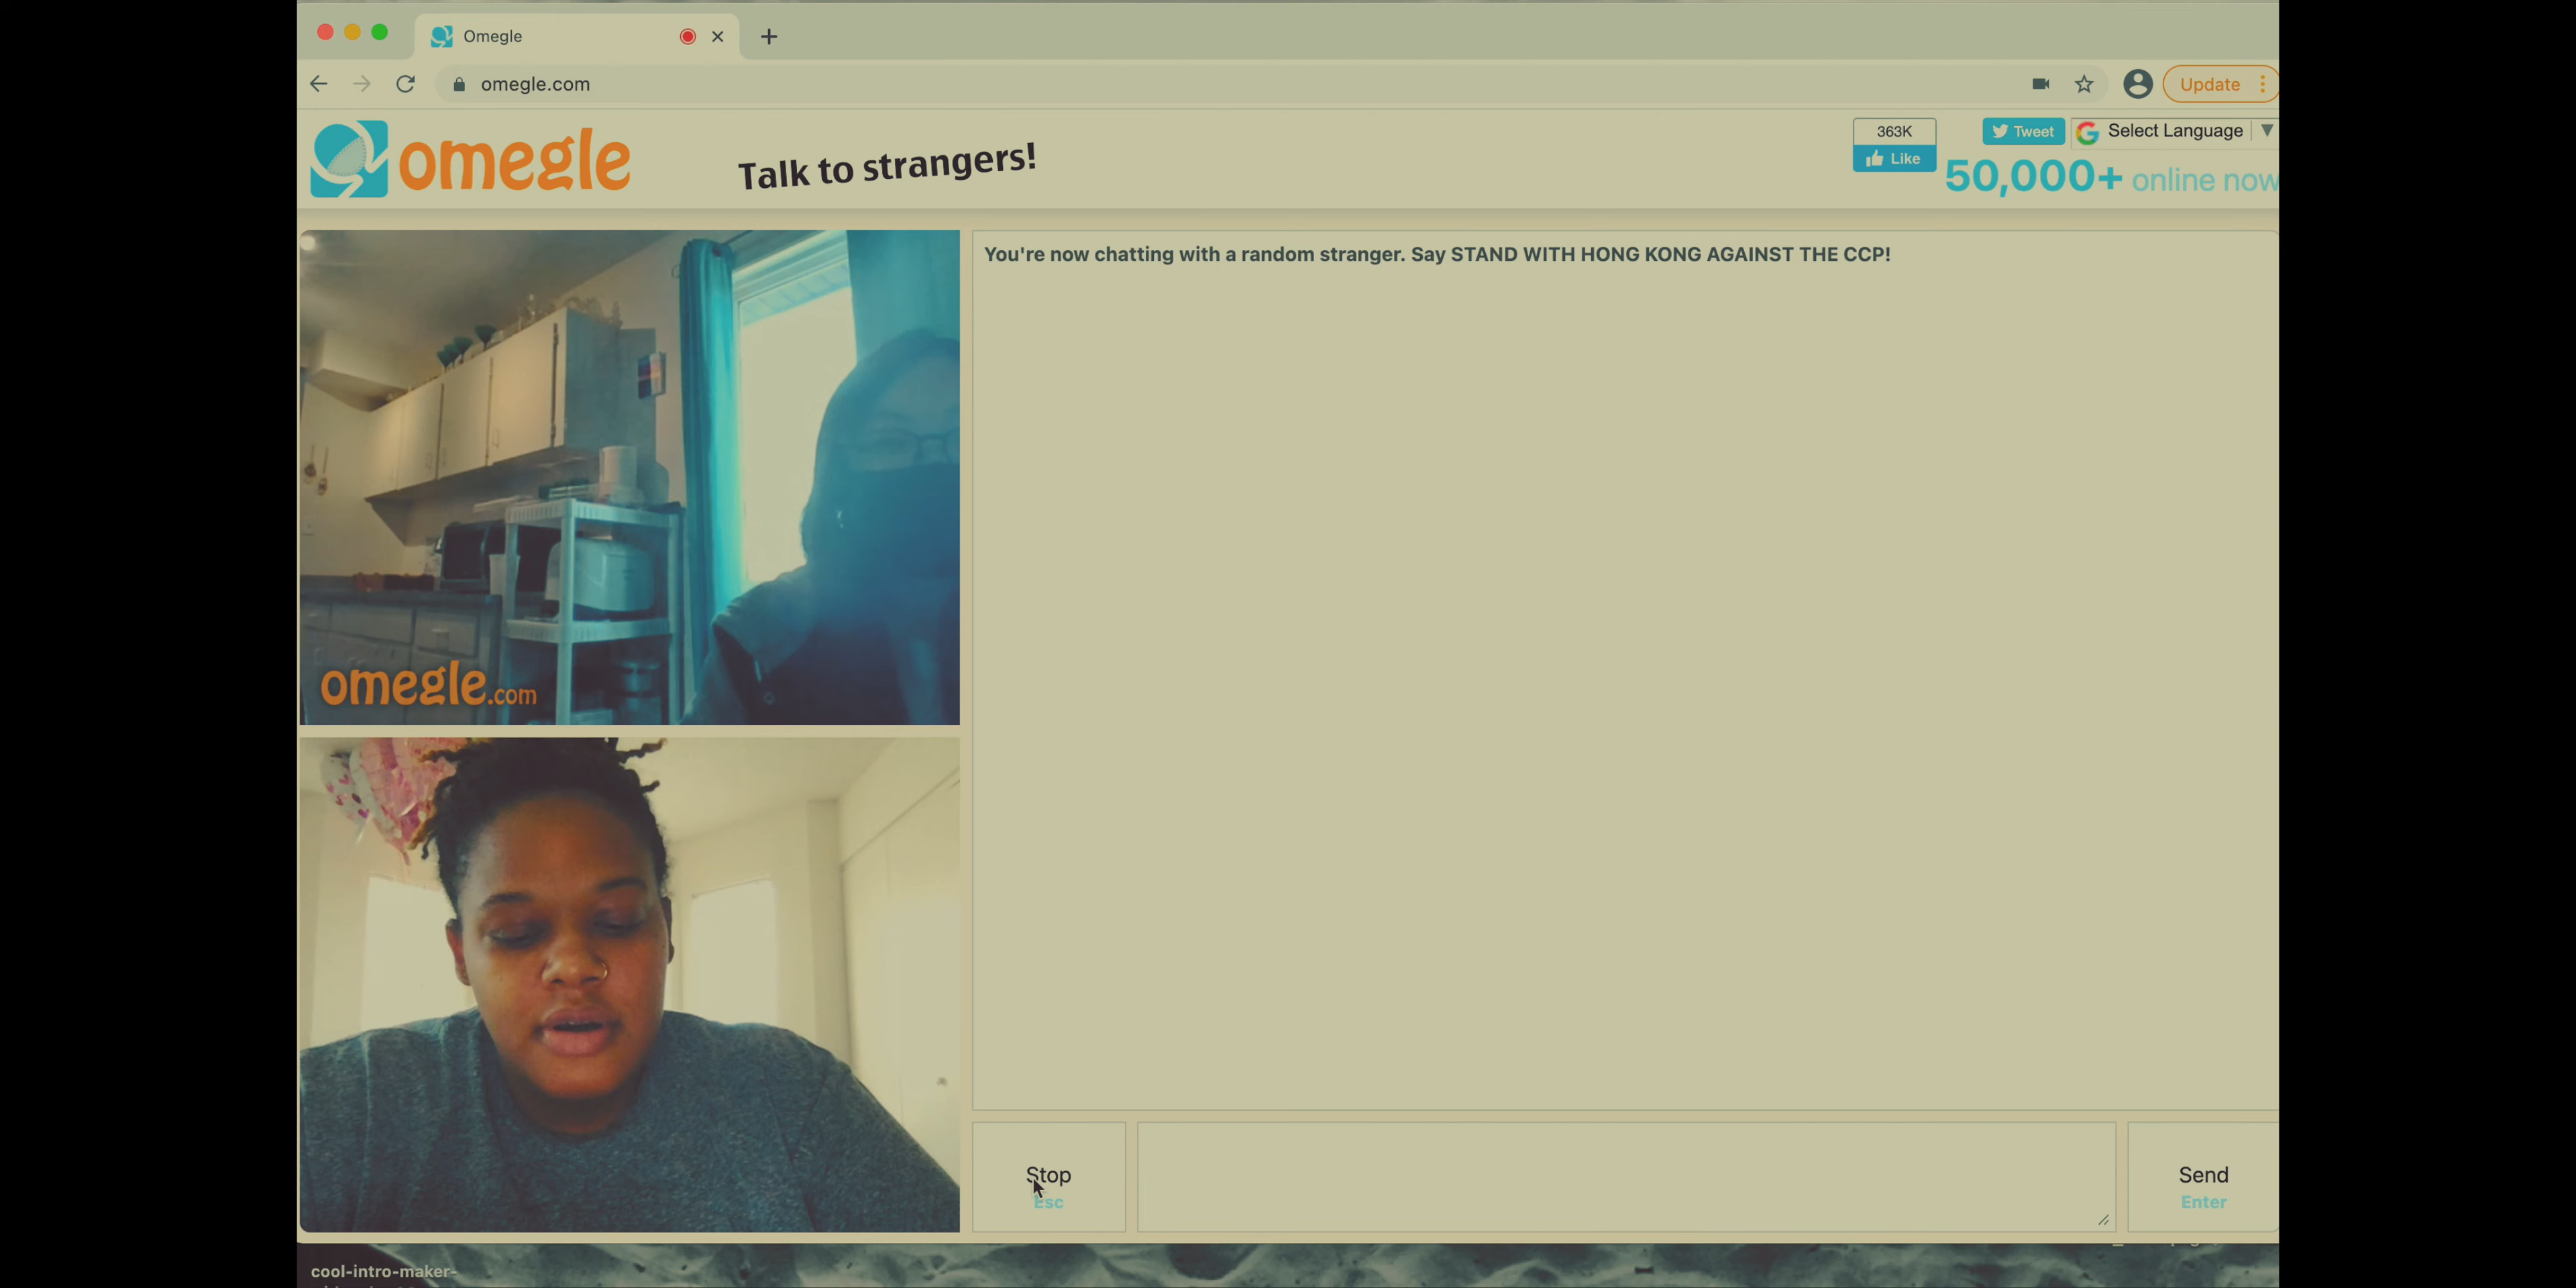 Omegle
omegle.com
Update
omegle
Talk to strangers!
363K
Like
Tweet
Select Language
50,000+ online now
You're now chatting with a random stranger. Say STAND WITH HONG KONG AGAINST THE CCP!
omegle.com
Stop
Esc
Send
Enter
cool-intro-maker-